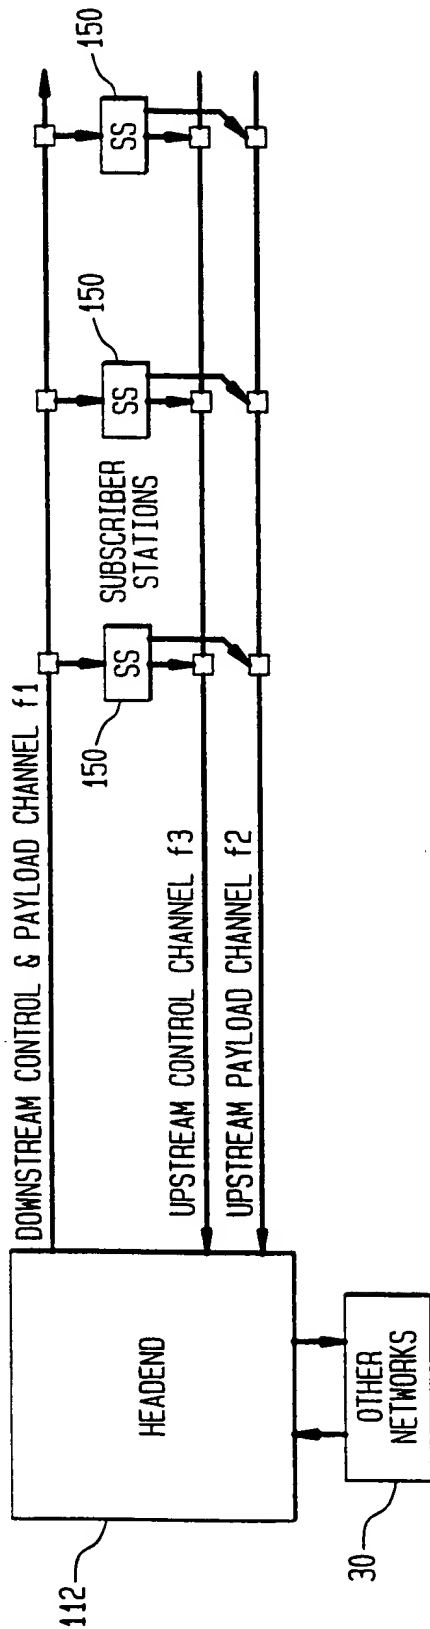 DOWNSTREAM CONTROL & PAYLOAD CHANNEL f1
150
150
150
SS
SS
SS
SUBSCRIBER
STATIONS
UPSTREAM CONTROL CHANNEL f3
UPSTREAM PAYLOAD CHANNEL f2
HEADEND
112
OTHER
NETWORKS
30